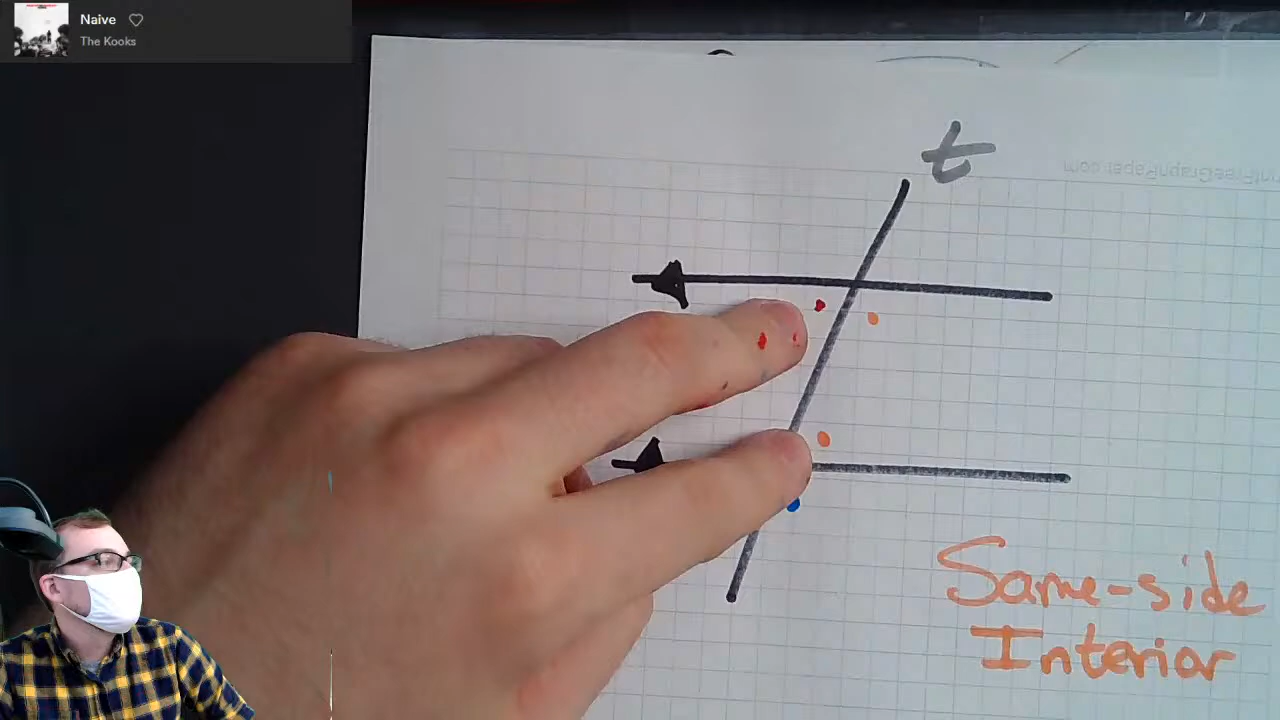 Naive
The Kooks
t
Same-side
Interior